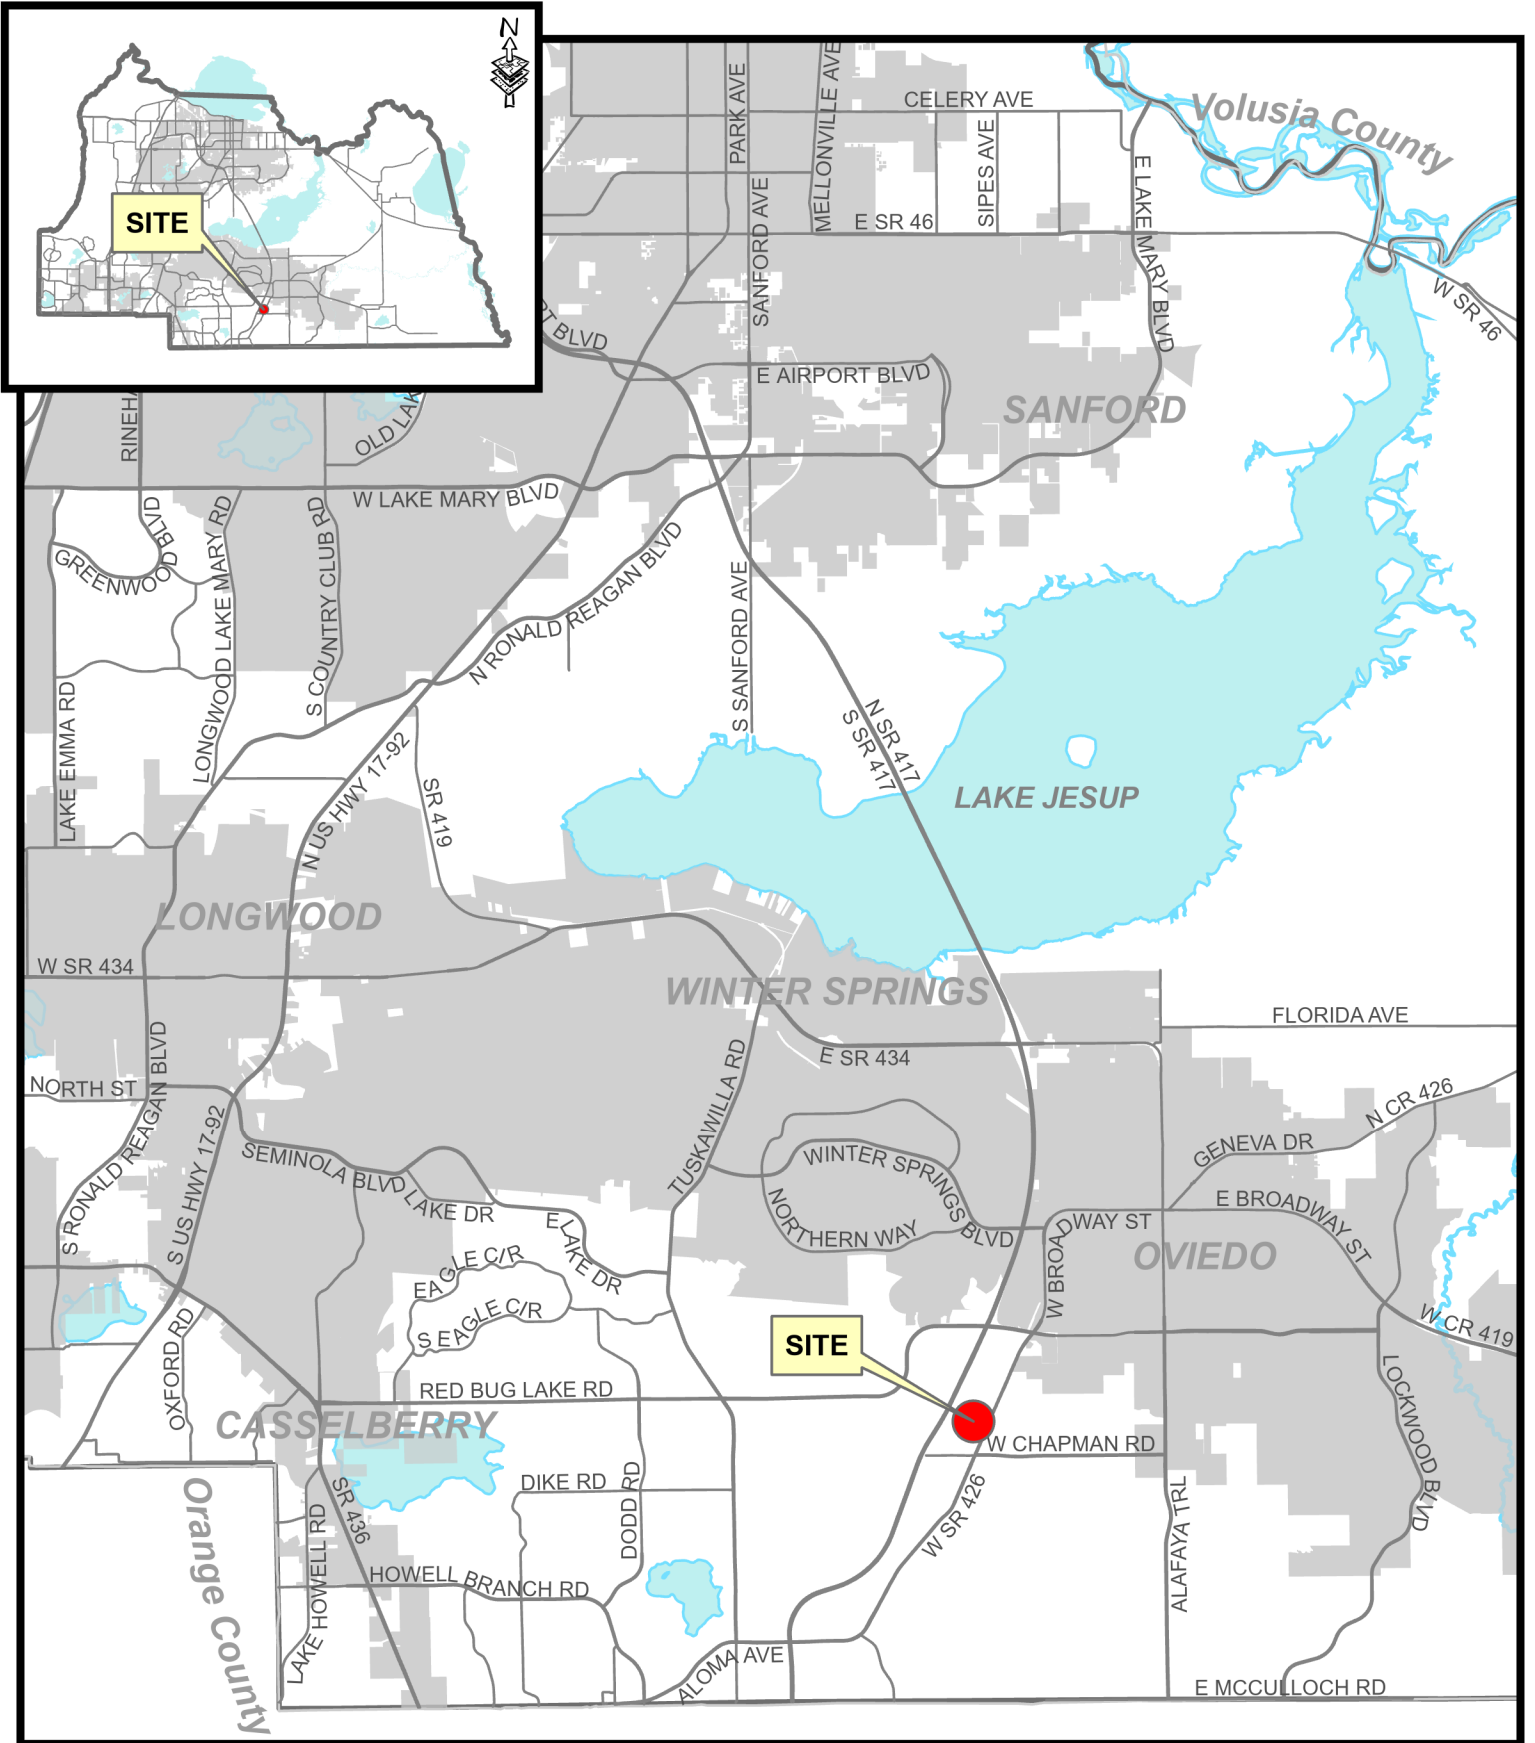 N
SITE
PARK AVE
MELLONVILLE AVE
CELERY AVE
Volusia County
SANFORD AVE
E SR 46
SIPES AVE
E LAKE MARY BLVD
W SR 46
RT BLVD
E AIRPORT BLVD
SANFORD
RINEHA
OLD LAK
W LAKE MARY BLVD
GREENWOOD BLVD
LONGWOOD LAKE MARY RD
S COUNTRY CLUB RD
N RONALD REAGAN BLVD
S SANFORD AVE
LAKE EMMA RD
N US HWY 17-92
SR 419
N SR 417
S SR 417
LAKE JESUP
LONGWOOD
W SR 434
WINTER SPRINGS
FLORIDA AVE
E SR 434
NORTH ST
S RONALD REAGAN BLVD
S US HWY 17-92
SEMINOLA BLVD
LAKE DR
E LAKE DR
TUSKAWILLA RD
WINTER SPRINGS BLVD
NORTHERN WAY
N CR 426
GENEVA DR
E BROADWAY ST
W BROADWAY ST
OVIEDO
EAGLE C/R
S EAGLE C/R
W CR 419
SITE
OXFORD RD
RED BUG LAKE RD
CASSELBERRY
W CHAPMAN RD
LOCKWOOD BLVD
Orange County
SR 436
DIKE RD
DODD RD
W SR 426
ALAFAYA TRL
LAKE HOWELL RD
HOWELL BRANCH RD
ALOMA AVE
E MCCULLOCH RD